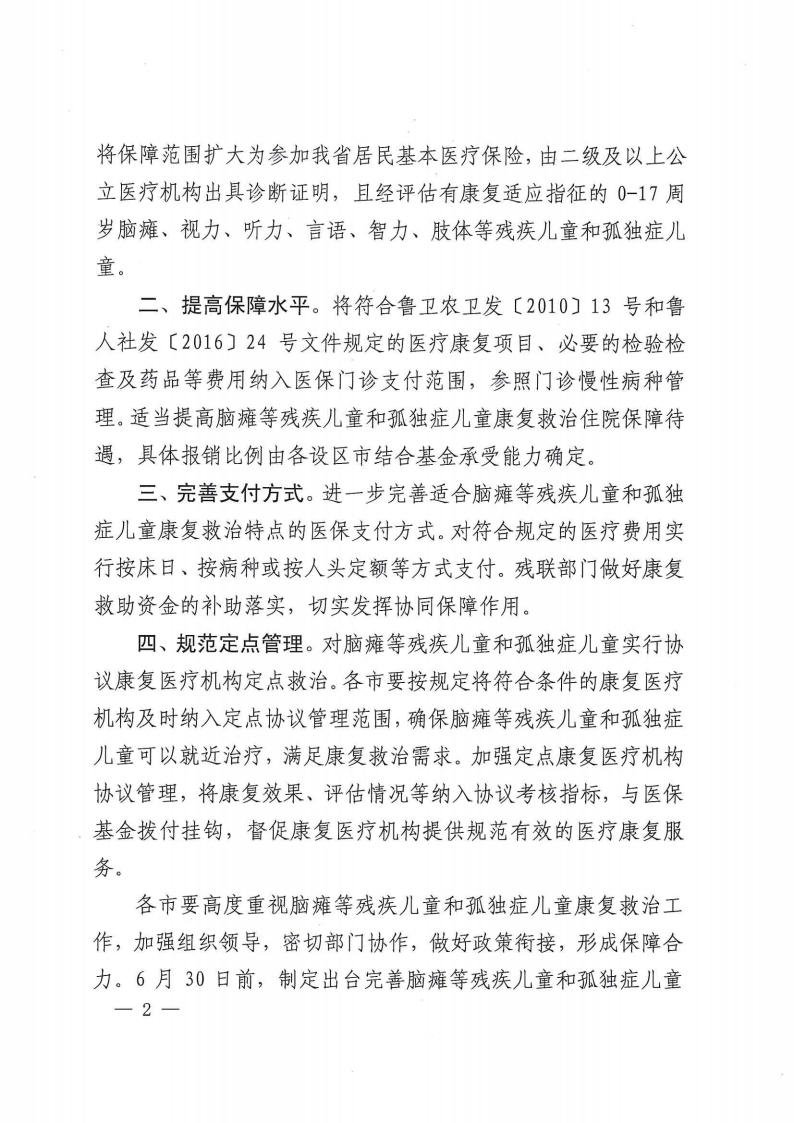 将保障范围扩大为参加我省居民基本医疗保险，由二级及以上公
立医疗机构出具诊断证明，且经评估有康复适应指征的 0-17 周
岁脑瘫、视力、听力、言语、智力、肢体等残疾儿童和孤独症儿
童。
二、提高保障水平。将符合鲁卫农卫发〔2010〕13 号和鲁
人社发〔2016〕24 号文件规定的医疗康复项目、必要的检验检
查及药品等费用纳入医保门诊支付范围，参照门诊慢性病种管
理。适当提高脑瘫等残疾儿童和孤独症儿童康复救治住院保障待
遇，具体报销比例由各设区市结合基金承受能力确定。
三、完善支付方式。进一步完善适合脑瘫等残疾儿童和孤独
症儿童康复救治特点的医保支付方式。对符合规定的医疗费用实
行按床日、按病种或按人头定额等方式支付。残联部门做好康复
救助资金的补助落实，切实发挥协同保障作用。
四、规范定点管理。对脑瘫等残疾儿童和孤独症儿童实行协
议康复医疗机构定点救治。各市要按规定将符合条件的康复医疗
机构及时纳入定点协议管理范围，确保脑瘫等残疾儿童和孤独症
儿童可以就近治疗，满足康复救治需求。加强定点康复医疗机构
协议管理，将康复效果、评估情况等纳入协议考核指标，与医保
基金拨付挂钩，督促康复医疗机构提供规范有效的医疗康复服
务。
各市要高度重视脑瘫等残疾儿童和孤独症儿童康复救治工
作，加强组织领导，密切部门协作，做好政策衔接，形成保障合
力。6 月 30 日前，制定出台完善脑瘫等残疾儿童和孤独症儿童
— 2 —